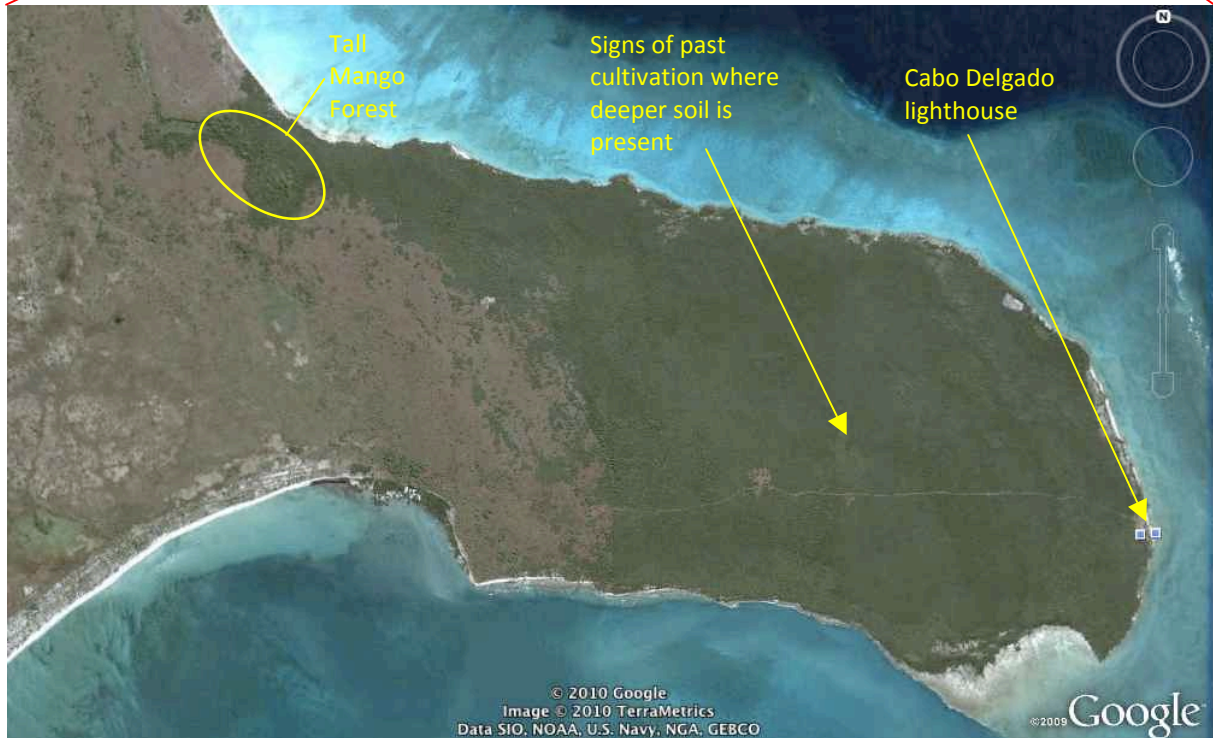 Tall
Mango
Forest
Signs of past
cultivation where
deeper soil is
present
Cabo Delgado
lighthouse
N
© 2010 Google
Image © 2010 TerraMetrics
Data SIO, NOAA, U.S. Navy, NGA, GEBCO
©2009 Google